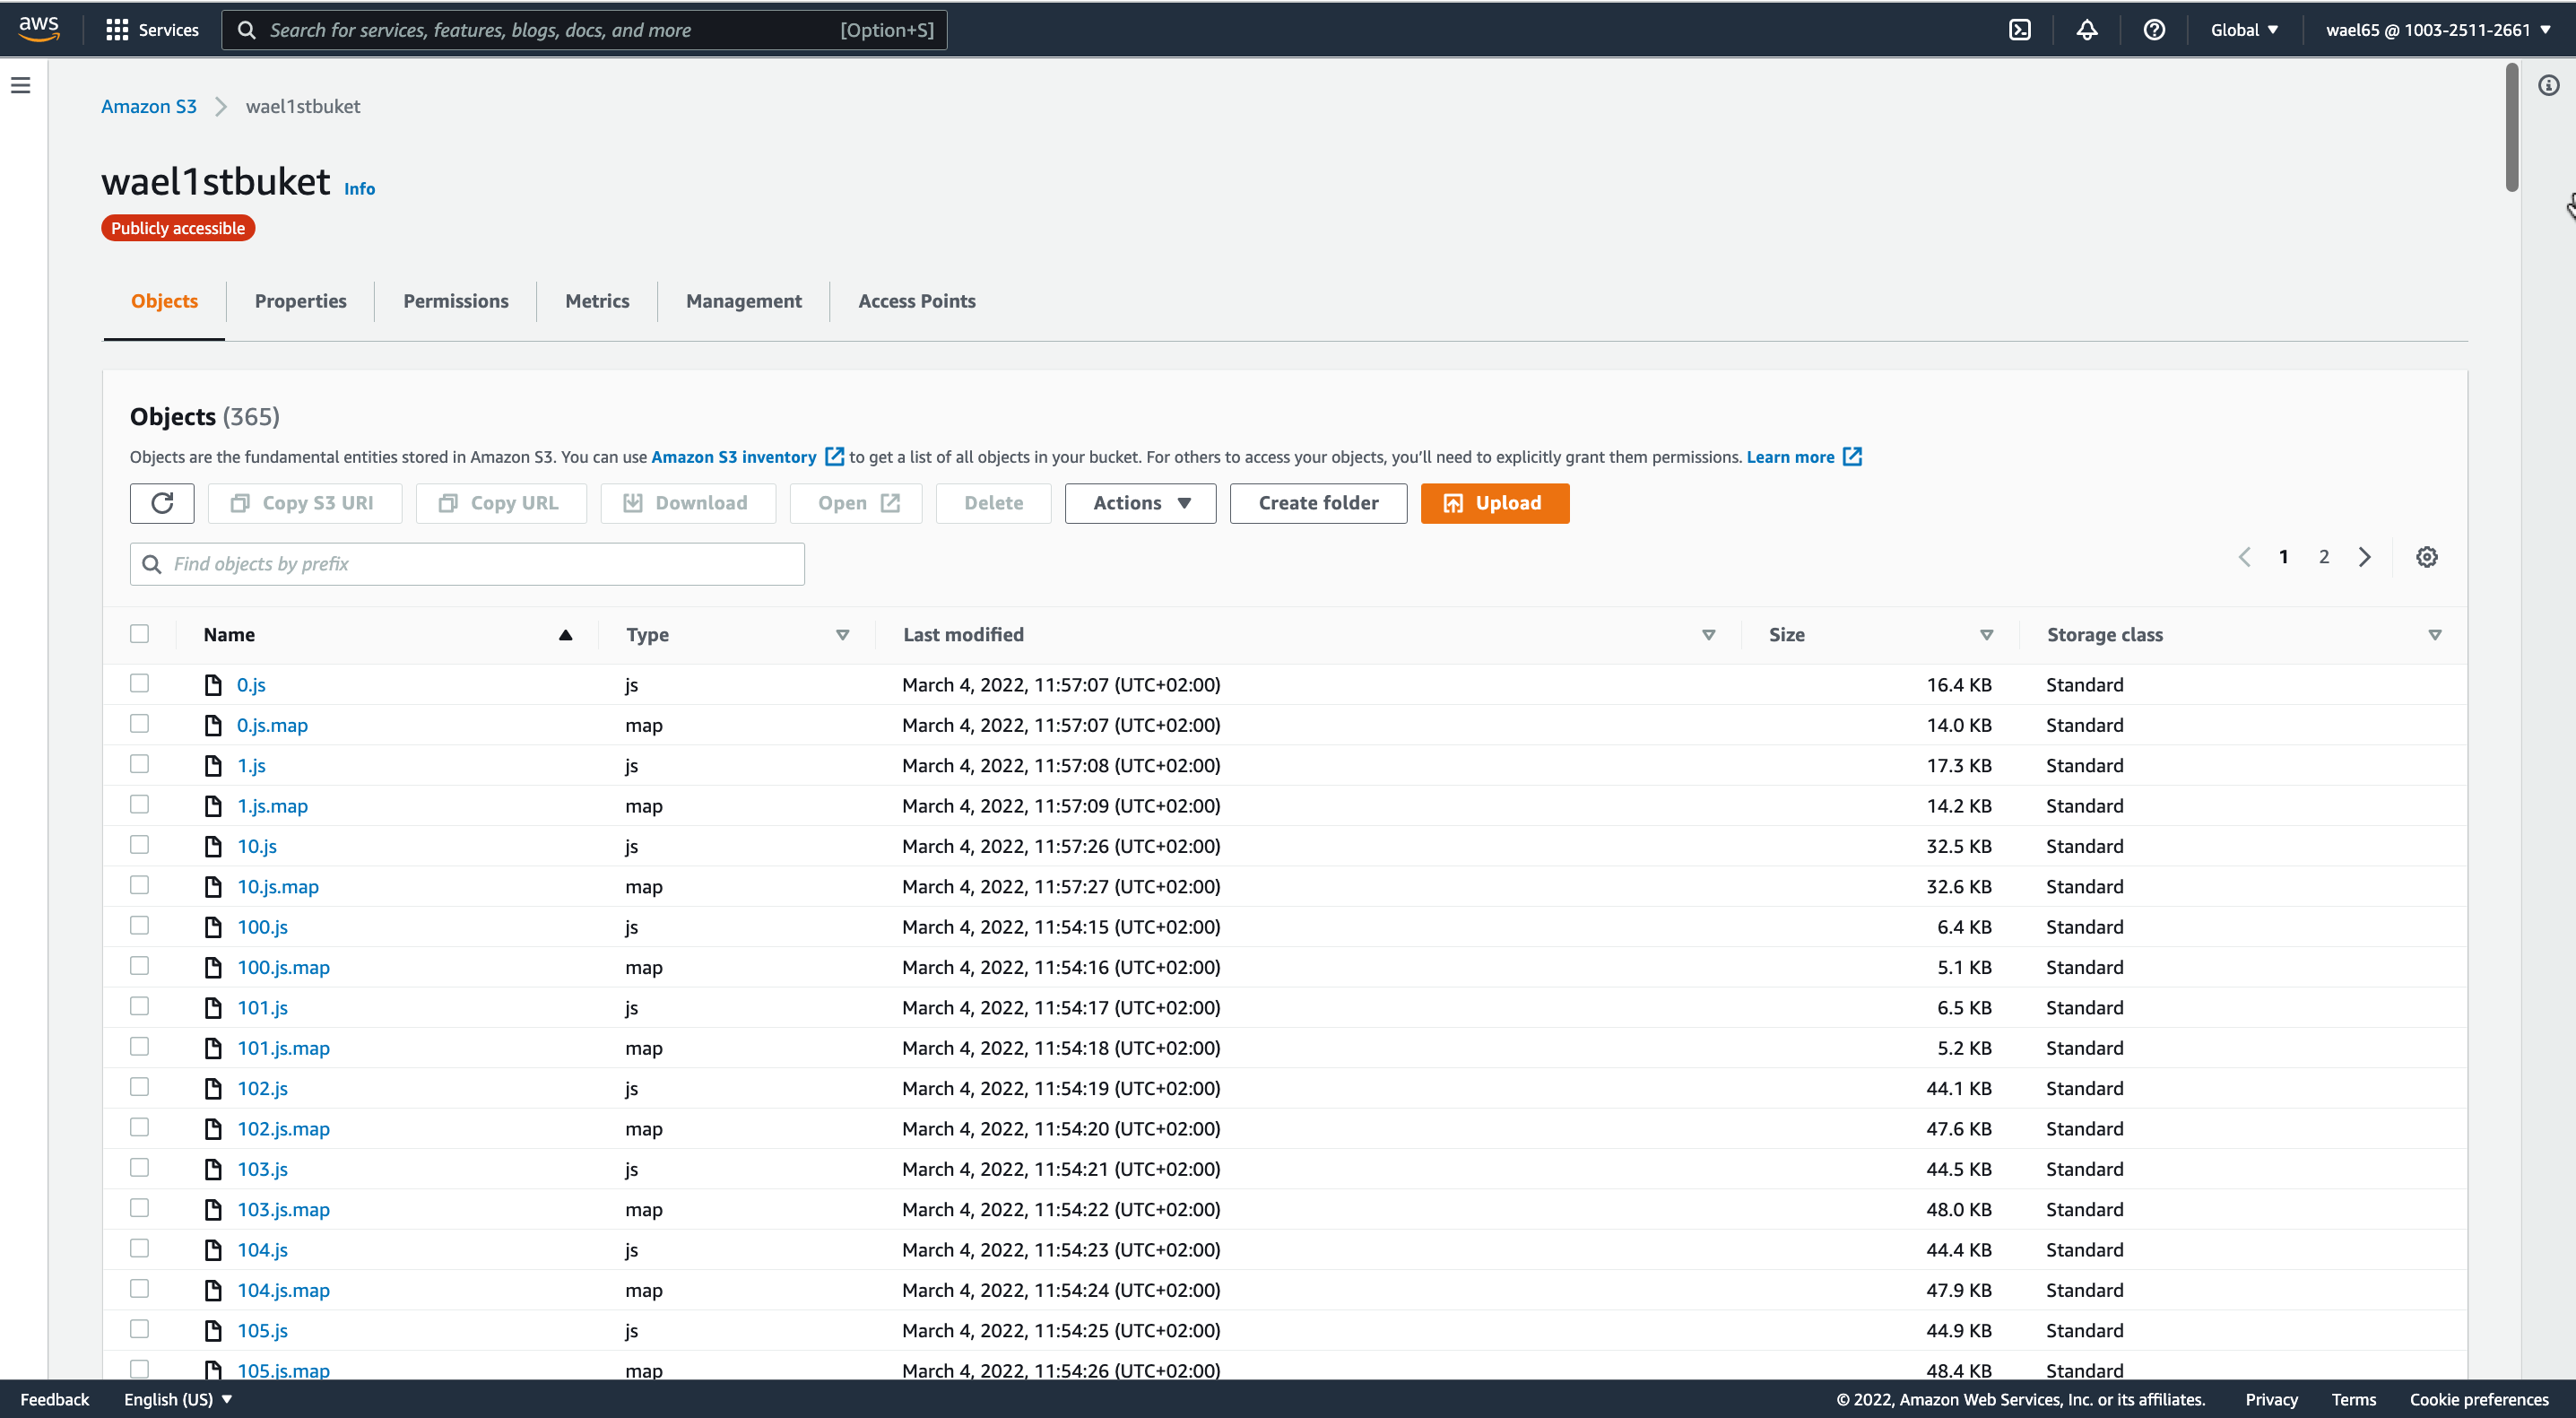 aws Services Search for services, features, blogs, docs, and more [Option+S] Global ▼ wael65 @ 1003-2511-2661 ▼
Amazon S3 > wael1stbuket
wael1stbuket Info
Publicly accessible
Objects Properties Permissions Metrics Management Access Points
Objects (365)
Objects are the fundamental entities stored in Amazon S3. You can use Amazon S3 inventory to get a list of all objects in your bucket. For others to access your objects, you’ll need to explicitly grant them permissions. Learn more
Copy S3 URI Copy URL Download Open Delete Actions ▼ Create folder Upload
Find objects by prefix 1 2
Name Type Last modified Size Storage class
0.js js March 4, 2022, 11:57:07 (UTC+02:00) 16.4 KB Standard
0.js.map map March 4, 2022, 11:57:07 (UTC+02:00) 14.0 KB Standard
1.js js March 4, 2022, 11:57:08 (UTC+02:00) 17.3 KB Standard
1.js.map map March 4, 2022, 11:57:09 (UTC+02:00) 14.2 KB Standard
10.js js March 4, 2022, 11:57:26 (UTC+02:00) 32.5 KB Standard
10.js.map map March 4, 2022, 11:57:27 (UTC+02:00) 32.6 KB Standard
100.js js March 4, 2022, 11:54:15 (UTC+02:00) 6.4 KB Standard
100.js.map map March 4, 2022, 11:54:16 (UTC+02:00) 5.1 KB Standard
101.js js March 4, 2022, 11:54:17 (UTC+02:00) 6.5 KB Standard
101.js.map map March 4, 2022, 11:54:18 (UTC+02:00) 5.2 KB Standard
102.js js March 4, 2022, 11:54:19 (UTC+02:00) 44.1 KB Standard
102.js.map map March 4, 2022, 11:54:20 (UTC+02:00) 47.6 KB Standard
103.js js March 4, 2022, 11:54:21 (UTC+02:00) 44.5 KB Standard
103.js.map map March 4, 2022, 11:54:22 (UTC+02:00) 48.0 KB Standard
104.js js March 4, 2022, 11:54:23 (UTC+02:00) 44.4 KB Standard
104.js.map map March 4, 2022, 11:54:24 (UTC+02:00) 47.9 KB Standard
105.js js March 4, 2022, 11:54:25 (UTC+02:00) 44.9 KB Standard
105.js.map map March 4, 2022, 11:54:26 (UTC+02:00) 48.4 KB Standard
Feedback English (US) ▼ © 2022, Amazon Web Services, Inc. or its affiliates. Privacy Terms Cookie preferences